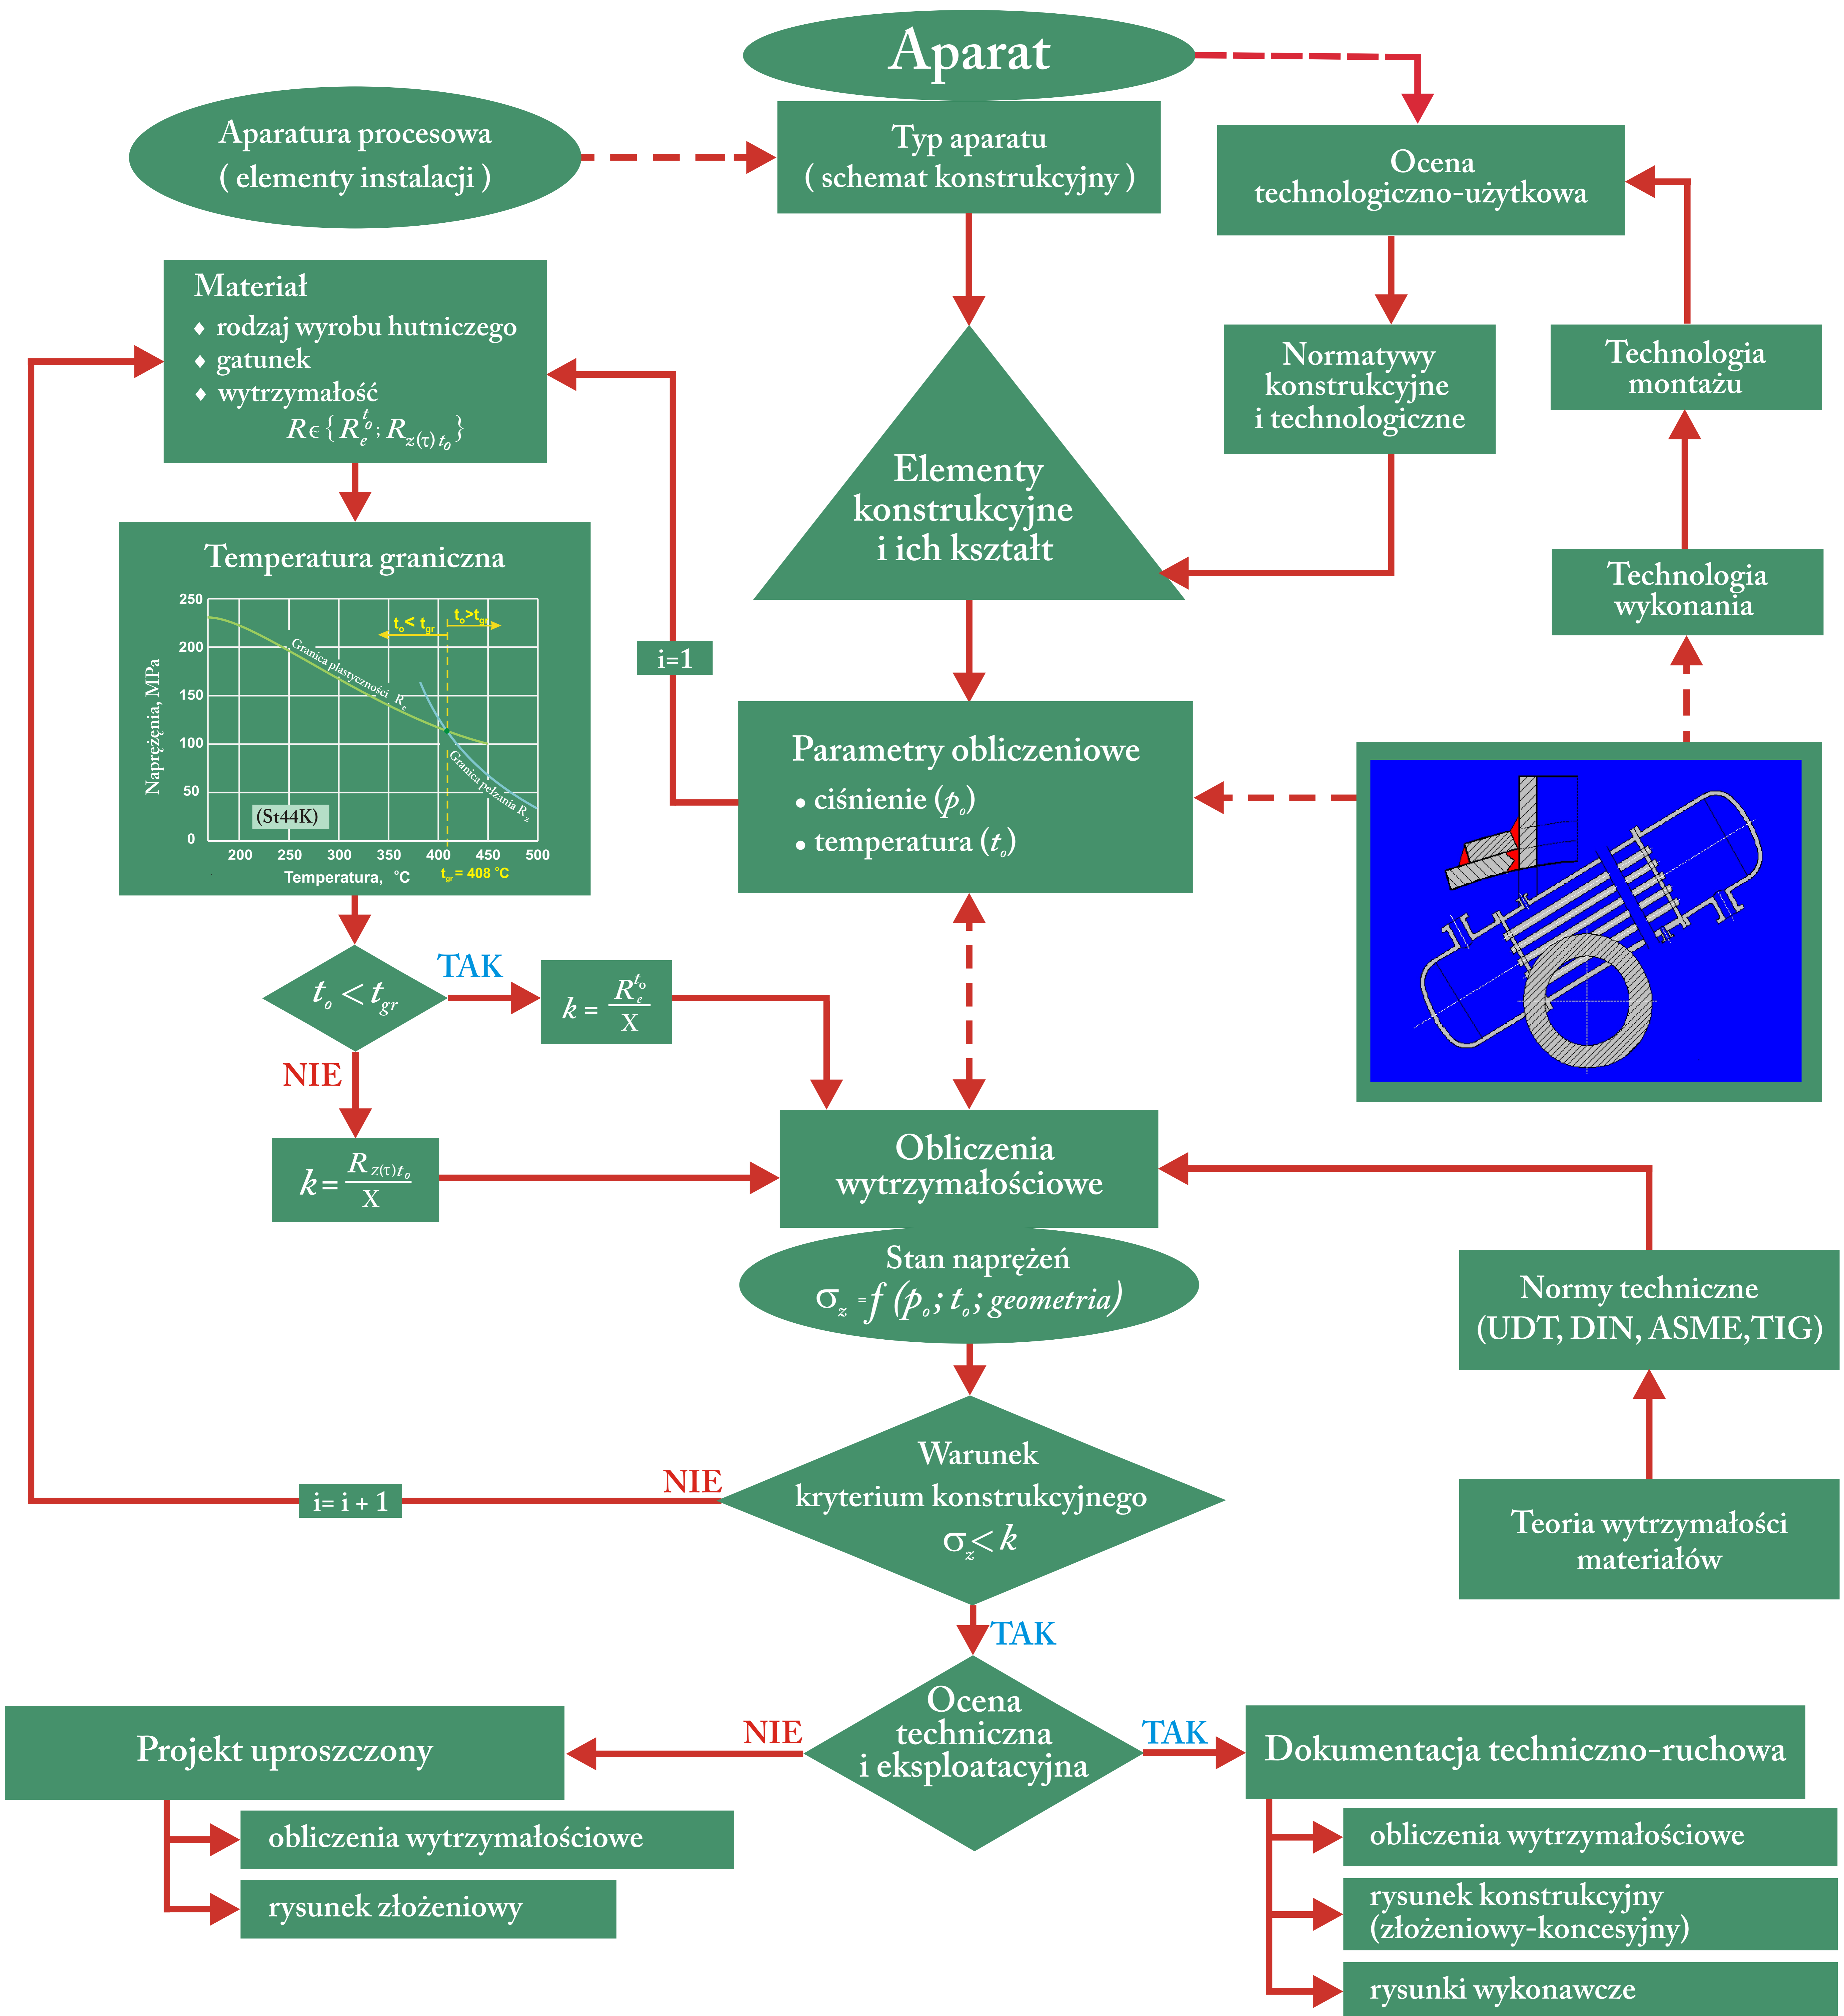 Aparat
Aparatura procesowa
( elementy instalacji )
Typ aparatu
( schemat konstrukcyjny )
Ocena
technologiczno-użytkowa
Materiał
♦ rodzaj wyrobu hutniczego
♦ gatunek
♦ wytrzymałość
R∈{ R_e^{t_o} ; R_{z(τ) t_o} }
Normatywy
konstrukcyjne
i technologiczne
Technologia
montażu
Elementy
konstrukcyjne
i ich kształt
Technologia
wykonania
Temperatura graniczna
250
200
150
100
50
0
Naprężenia, MPa
t_o< t_gr
t_o>t_gr
Granica plastyczności R_e
Granica pełzania R_z
(St44K)
200 250 300 350 400 450 500
Temperatura, °C
t_gr = 408 °C
i=1
Parametry obliczeniowe
• ciśnienie (p_o)
• temperatura (t_o)
t_o < t_gr
TAK
k = R_e^{t_o} / X
NIE
k = R_{Z(τ) t_o} / X
Obliczenia
wytrzymałościowe
Stan naprężeń
σ_z = f (p_o ; t_o ; geometria)
Normy techniczne
(UDT, DIN, ASME,TIG)
Warunek
kryterium konstrukcyjnego
σ_z< k
NIE
i= i + 1
Teoria wytrzymałości
materiałów
TAK
Ocena
techniczna
i eksploatacyjna
NIE
TAK
Projekt uproszczony
obliczenia wytrzymałościowe
rysunek złożeniowy
Dokumentacja techniczno-ruchowa
obliczenia wytrzymałościowe
rysunek konstrukcyjny
(złożeniowy-koncesyjny)
rysunki wykonawcze